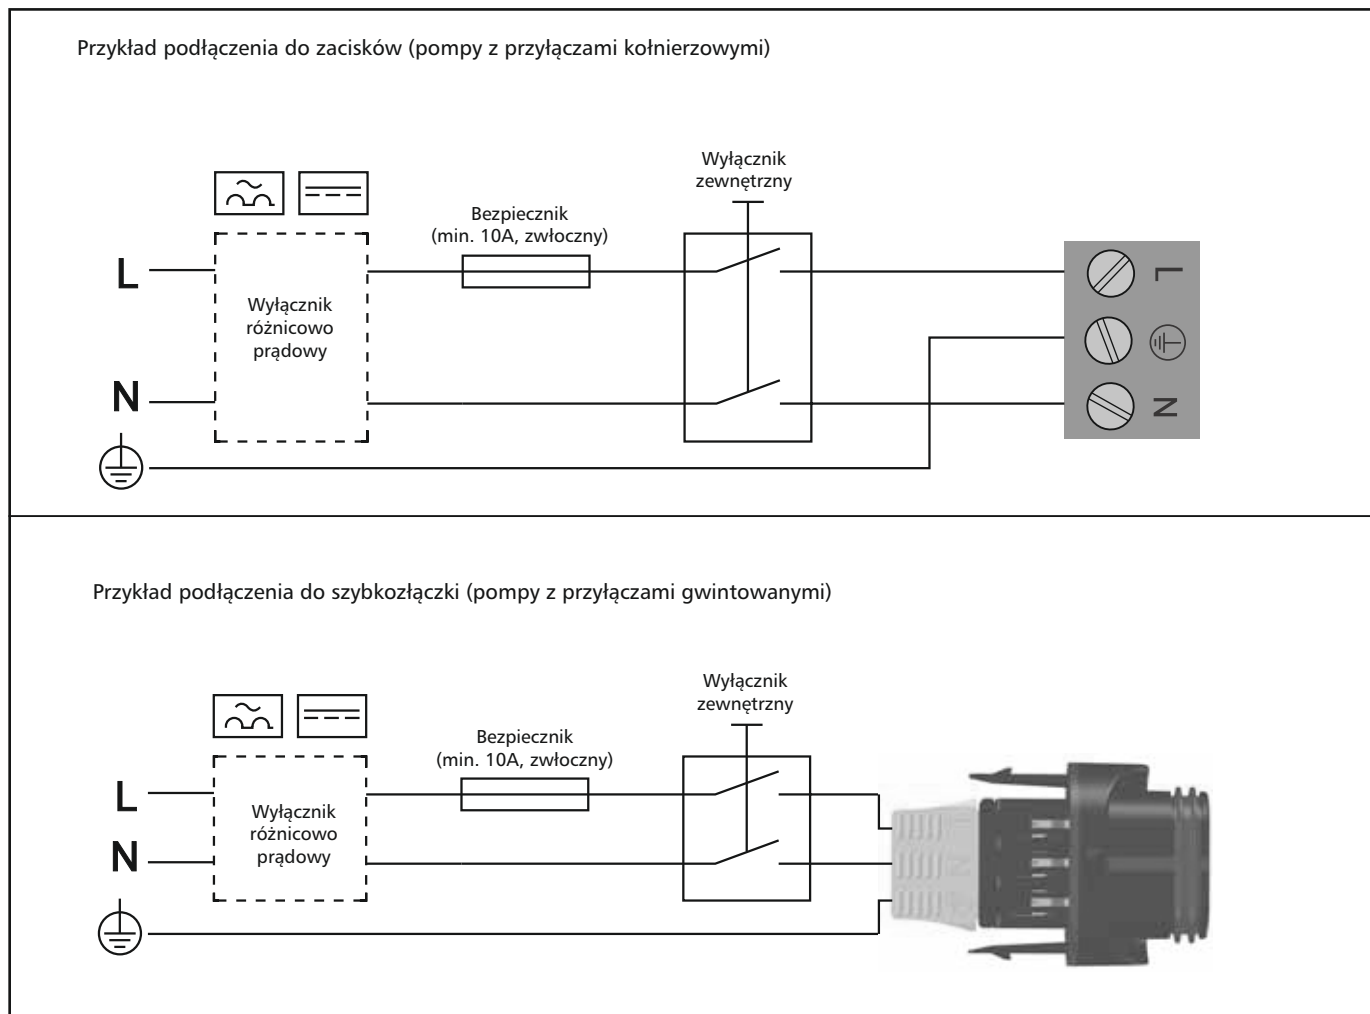 Przykład podłączenia do zacisków (pompy z przyłączami kołnierzowymi)
Wyłącznik
zewnętrzny
Bezpiecznik
(min. 10A, zwłoczny)
L
Wyłącznik
różnicowo
prądowy
L
N
N
Przykład podłączenia do szybkozłączki (pompy z przyłączami gwintowanymi)
Wyłącznik
zewnętrzny
Bezpiecznik
(min. 10A, zwłoczny)
L
Wyłącznik
różnicowo
prądowy
N